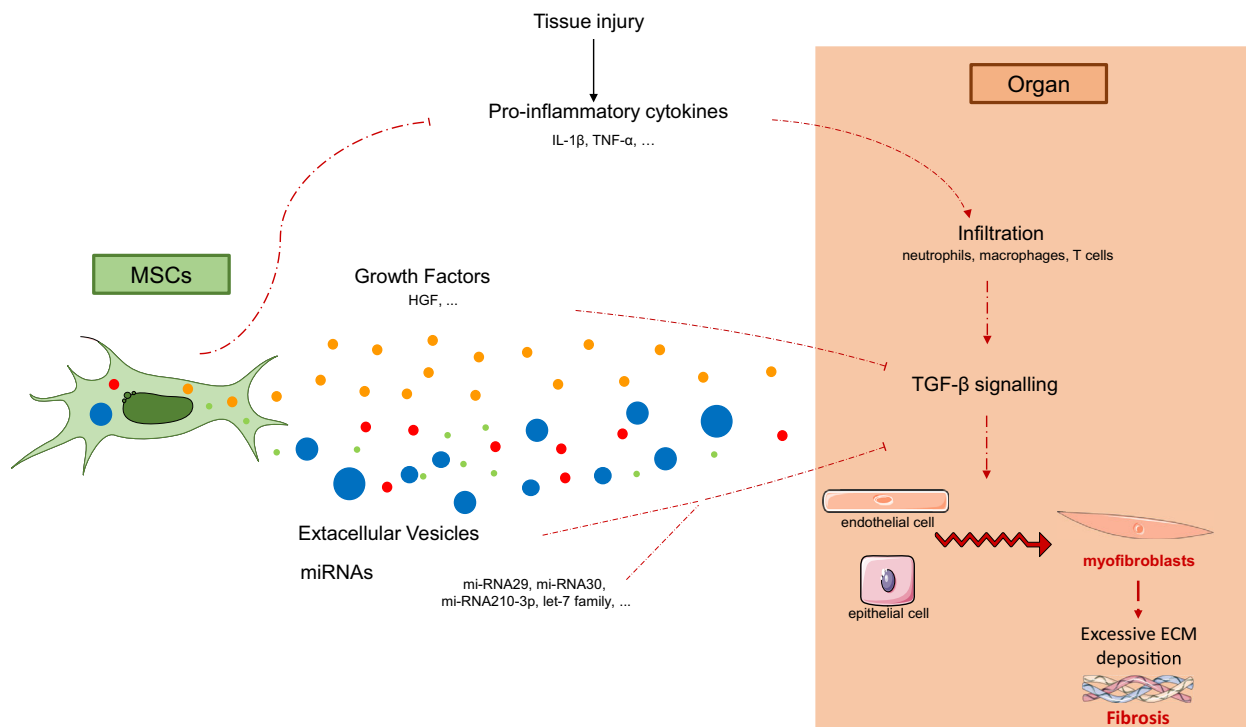 Tissue injury
Organ
Pro-inflammatory cytokines
IL-1β, TNF-α, ...
Infiltration
neutrophils, macrophages, T cells
MSCs
Growth Factors
HGF, ...
TGF-β signalling
endothelial cell
Extacellular Vesicles
miRNAs
myofibroblasts
mi-RNA29, mi-RNA30,
mi-RNA210-3p, let-7 family, ...
epithelial cell
Excessive ECM
deposition
Fibrosis